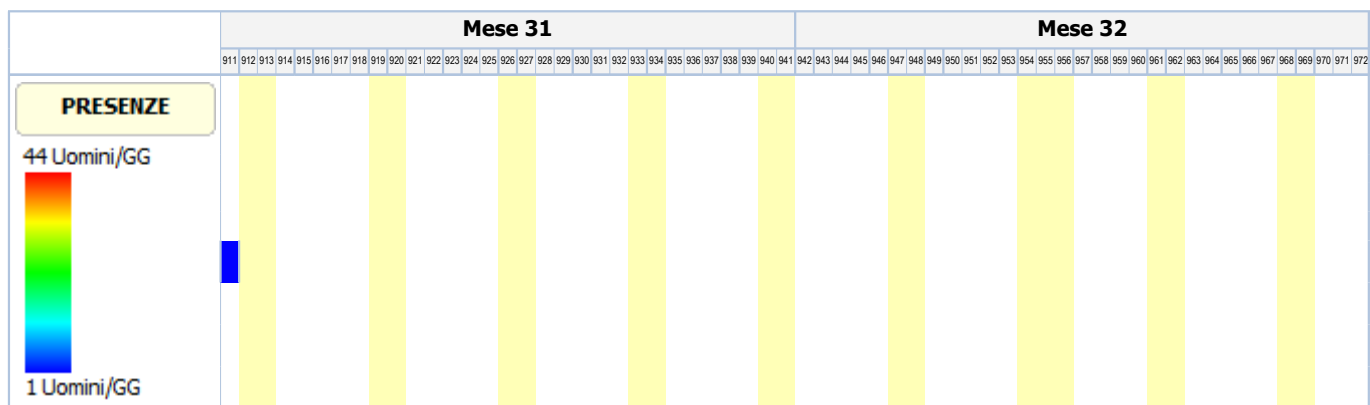 Mese 31 Mese 32
911 912 913 914 915 916 917 918 919 920 921 922 923 924 925 926 927 928 929 930 931 932 933 934 935 936 937 938 939 940 941 942 943 944 945 946 947 948 949 950 951 952 953 954 955 956 957 958 959 960 961 962 963 964 965 966 967 968 969 970 971 972
PRESENZE
44 Uomini/GG
1 Uomini/GG